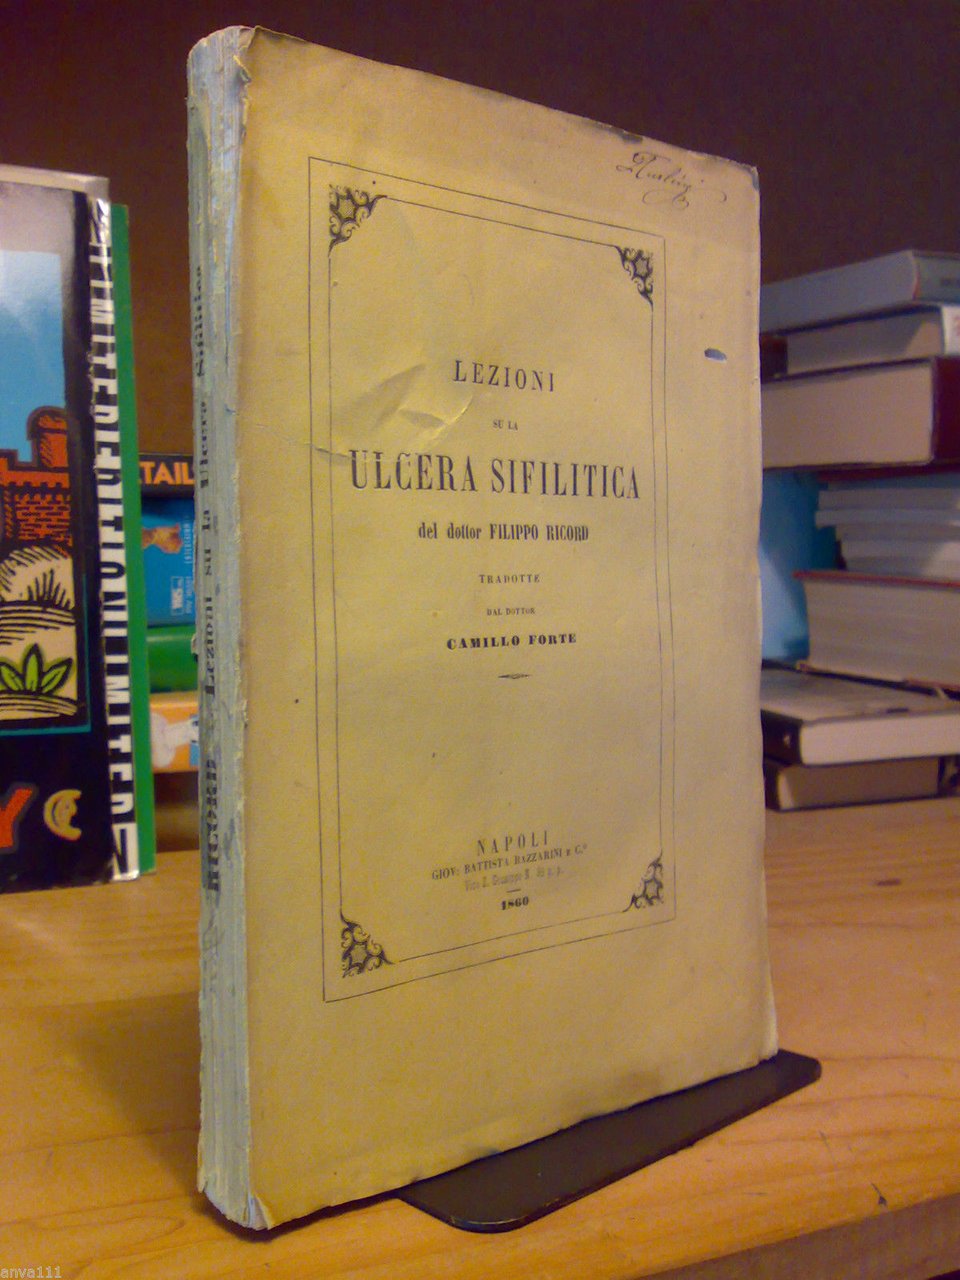 LEZIONI
SU LA
ULCERA SIFILITICA
del dottor FILIPPO RICORD
TRADOTTE
DAL DOTTOR
CAMILLO FORTE
NAPOLI
GIOV: BATTISTA RAZZARINI E C.º
1860
Lezioni su la Ulcera Sifilitica
ETAIL
Y
anva111